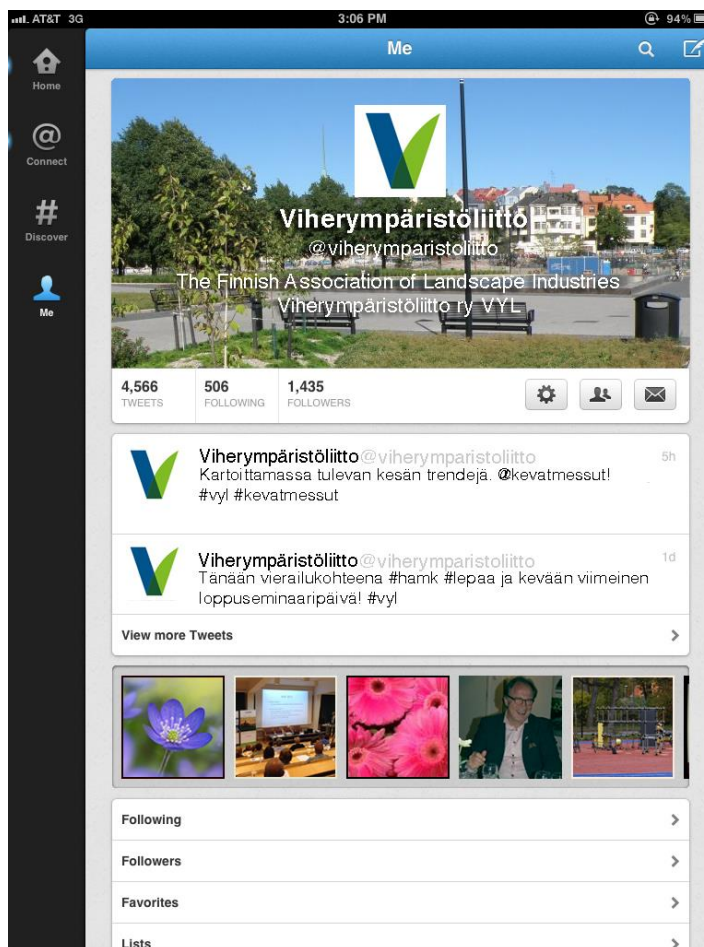 AT&T 3G 3:06 PM 94%
Me
Home
Connect
Discover
Me
Viherympäristöliitto
@viherymparistoliitto
The Finnish Association of Landscape Industries
Viherympäristöliitto ry VYL
4,566 506 1,435
TWEETS FOLLOWING FOLLOWERS
Viherympäristöliitto@viherymparistoliitto 5h
Kartoittamassa tulevan kesän trendejä. @kevatmessut!
#vyl #kevatmessut
Viherympäristöliitto@viherymparistoliitto 1d
Tänään vierailukohteena #hamk #lepaa ja kevään viimeinen
loppuseminaaripäivä! #vyl
View more Tweets
Following
Followers
Favorites
Lists